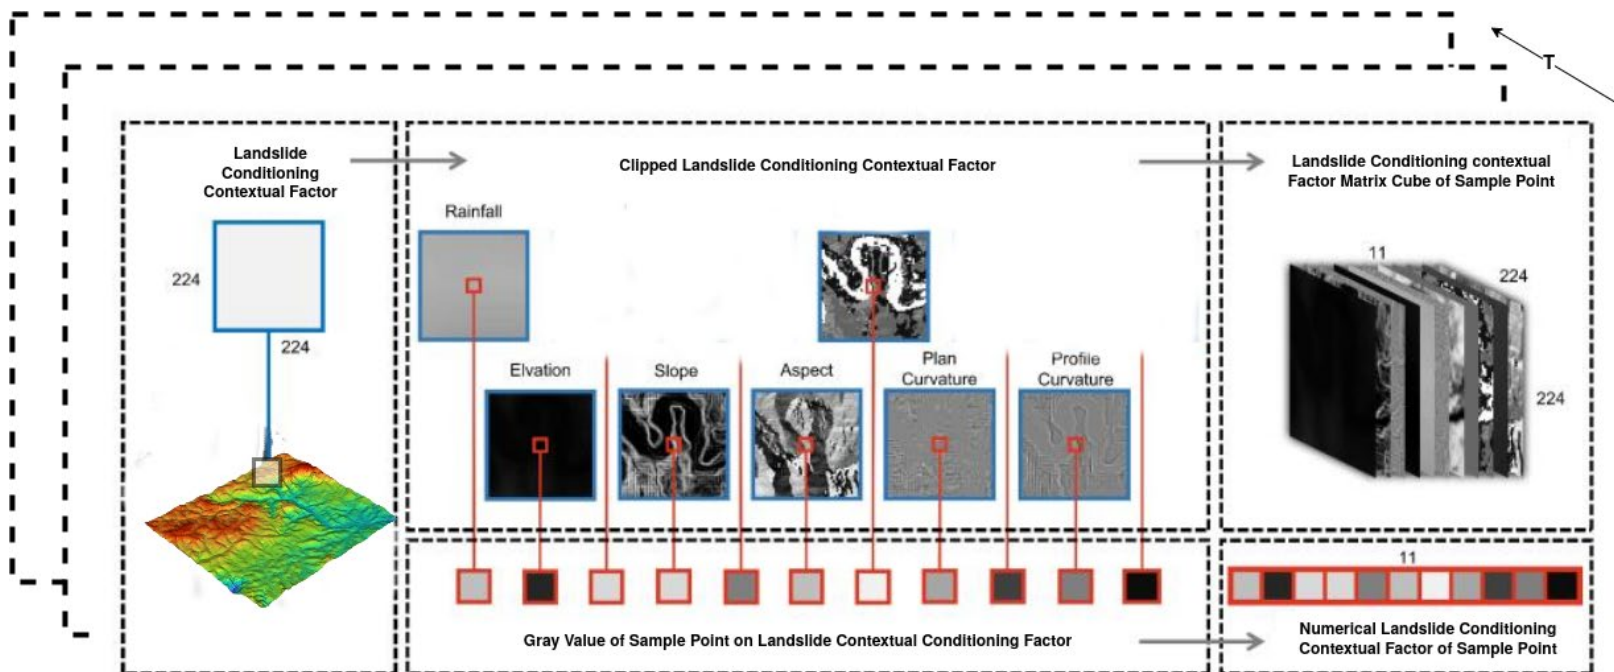 T
Landslide
Conditioning
Contextual Factor
Clipped Landslide Conditioning Contextual Factor
Landslide Conditioning contextual
Factor Matrix Cube of Sample Point
Rainfall
224
224
Elvation
Slope
Aspect
Plan
Curvature
Profile
Curvature
11
224
224
11
Gray Value of Sample Point on Landslide Contextual Conditioning Factor
Numerical Landslide Conditioning
Contextual Factor of Sample Point